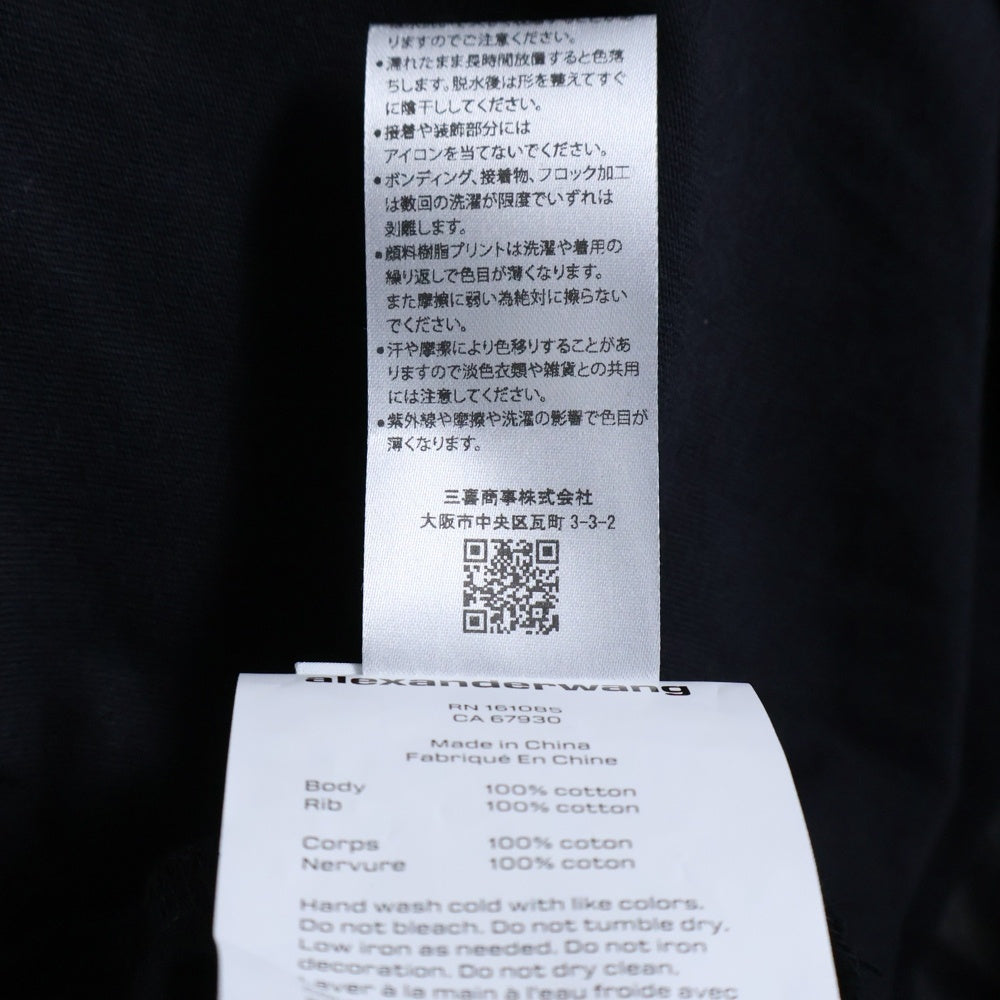 りますのでご注意ください。
•濡れたまま長時間放置すると色落
ちします。脱水後は形を整えてすぐ
に陰干ししてください。
•接着や装飾部分には
アイロンを当てないでください。
•ボンディング、接着物、フロック加工
は数回の洗濯が限度でいずれは
剥離します。
•顔料樹脂プリントは洗濯や着用の
繰り返しで色目が薄くなります。
また摩擦に弱い為絶対に擦らない
でください。
•汗や摩擦により色移りすることがあ
りますので淡色衣類や雑貨との共用
には注意してください。
•紫外線や摩擦や洗濯の影響で色目が
薄くなります。
三喜商事株式会社
大阪市中央区瓦町 3-3-2
alexanderwang
RN 161085
CA 67930
Made in China
Fabriqué En Chine
Body 100% cotton
Rib 100% cotton
Corps 100% coton
Nervure 100% coton
Hand wash cold with like colors.
Do not bleach. Do not tumble dry.
Low iron as needed. Do not iron
decoration. Do not dry clean.
Laver à la main à l'eau froide avec